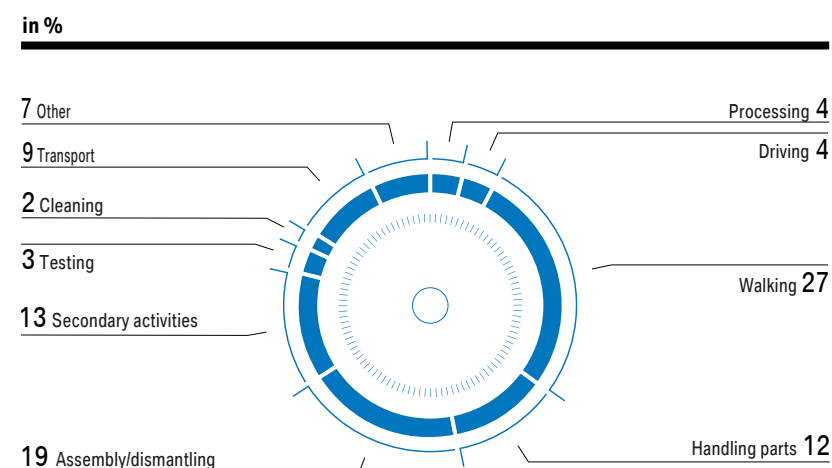 in %
7 Other
Processing 4
9 Transport
Driving 4
2 Cleaning
3 Testing
Walking 27
13 Secondary activities
Handling parts 12
19 Assembly/dismantling